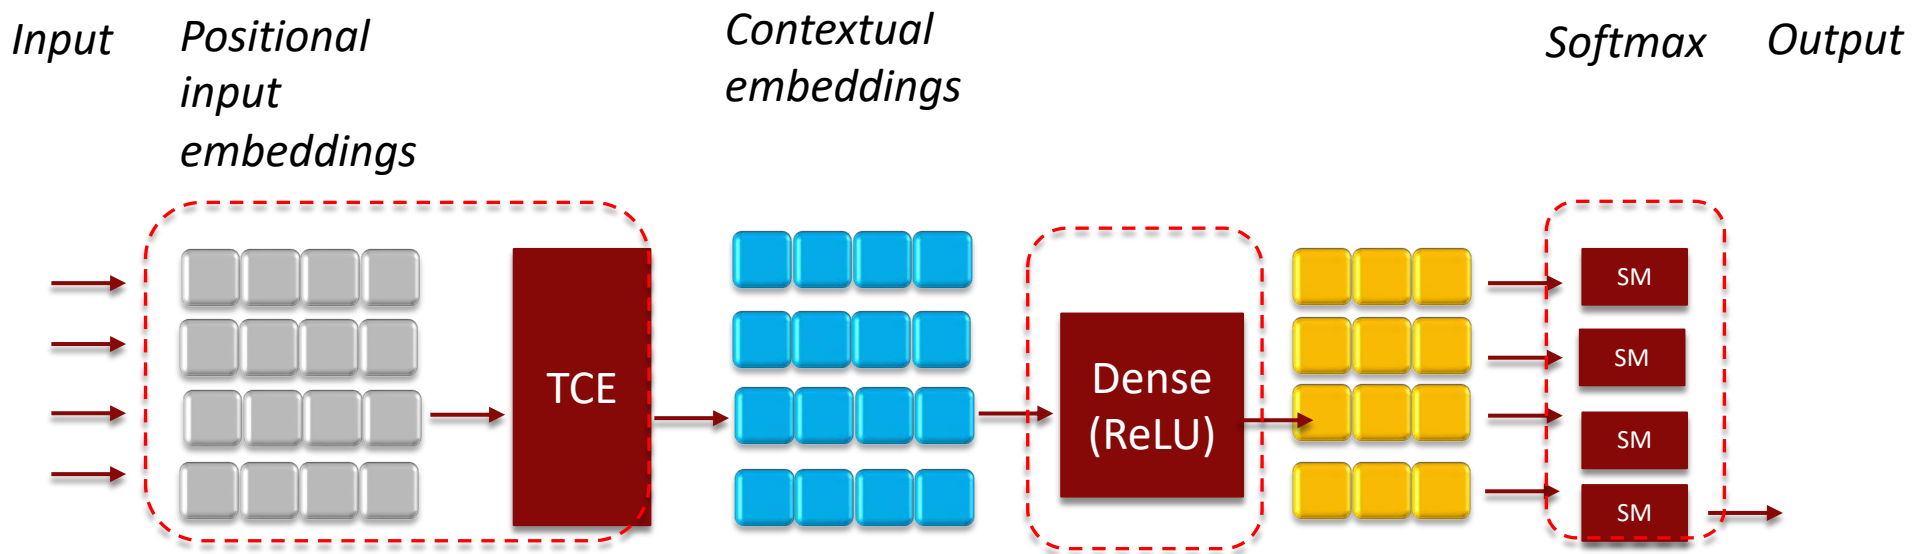 Input
Positional
input
embeddings
Contextual
embeddings
Softmax
Output
TCE
Dense
(ReLU)
SM
SM
SM
SM